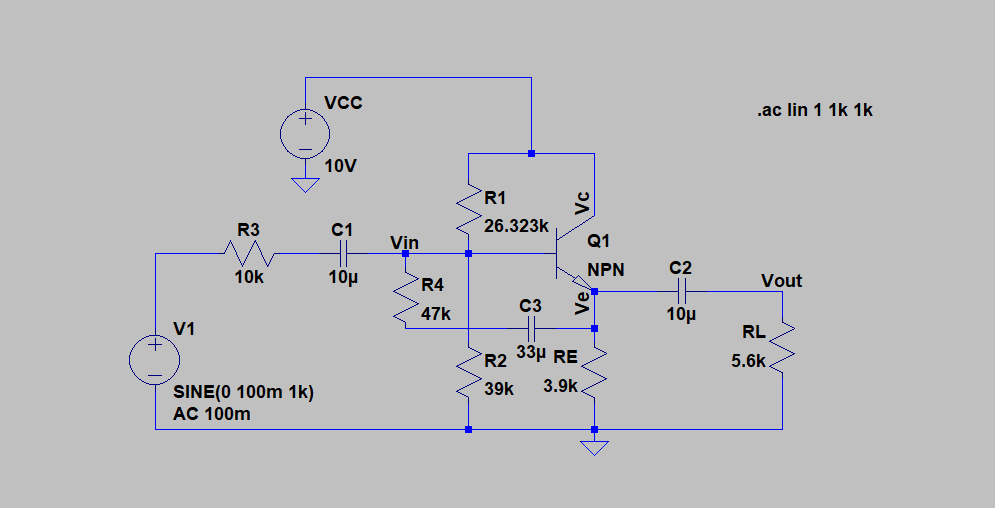 VCC
10V
.ac lin 1 1k 1k
R1
26.323k
Vc
Q1
NPN
R3
10k
C1
10µ
Vin
R4
47k
Ve
C2
10µ
Vout
C3
33µ
V1
SINE(0 100m 1k)
AC 100m
R2
39k
RE
3.9k
RL
5.6k